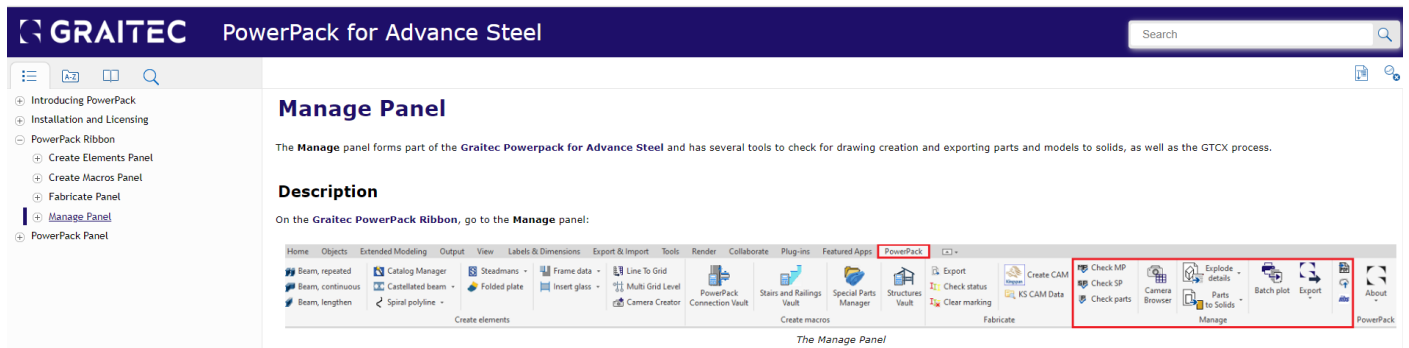 GRAITEC PowerPack for Advance Steel Search
A-Z
Introducing PowerPack
Installation and Licensing
PowerPack Ribbon
Create Elements Panel
Create Macros Panel
Fabricate Panel
Manage Panel
PowerPack Panel
Manage Panel
The Manage panel forms part of the Graitec Powerpack for Advance Steel and has several tools to check for drawing creation and exporting parts and models to solids, as well as the GTCX process.
Description
On the Graitec PowerPack Ribbon, go to the Manage panel:
Home Objects Extended Modeling Output View Labels & Dimensions Export & Import Tools Render Collaborate Plug-ins Featured Apps PowerPack
Beam, repeated
Beam, continuous
Beam, lengthen
Catalog Manager
Castellated beam
Spiral polyline
Steadmans
Folded plate
Frame data
Insert glass
Line To Grid
Multi Grid Level
Camera Creator
Create elements
PowerPack
Connection Vault
Stairs and Railings
Vault
Special Parts
Manager
Structures
Vault
Create macros
Export
Check status
Clear marking
Create CAM
KS CAM Data
Fabricate
Check MP
Check SP
Check parts
Camera
Browser
Explode
details
Parts
to Solids
Batch plot
Export
Manage
About
PowerPack
The Manage Panel